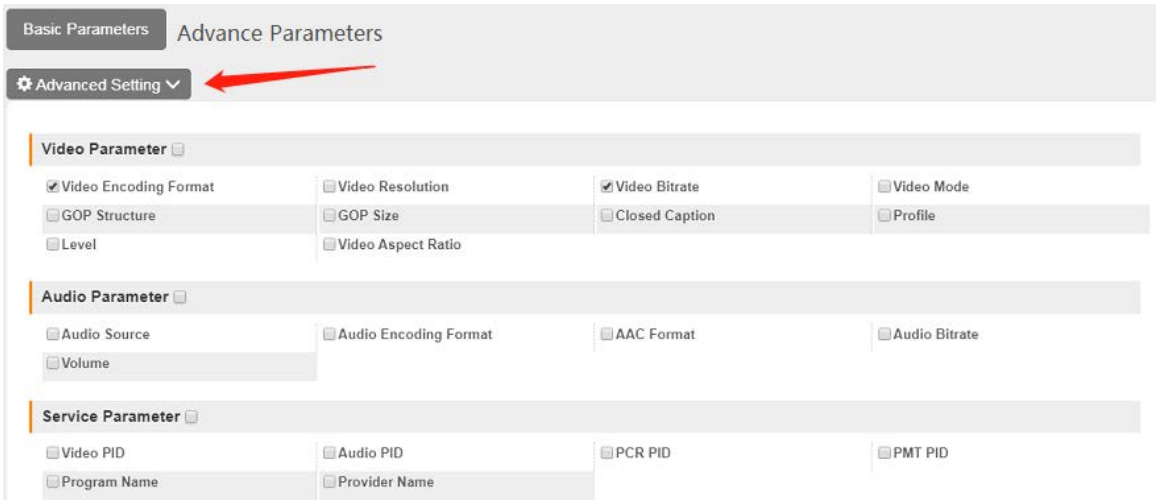 Basic Parameters Advance Parameters
Advanced Setting
Video Parameter
Video Encoding Format Video Resolution Video Bitrate Video Mode
GOP Structure GOP Size Closed Caption Profile
Level Video Aspect Ratio
Audio Parameter
Audio Source Audio Encoding Format AAC Format Audio Bitrate
Volume
Service Parameter
Video PID Audio PID PCR PID PMT PID
Program Name Provider Name